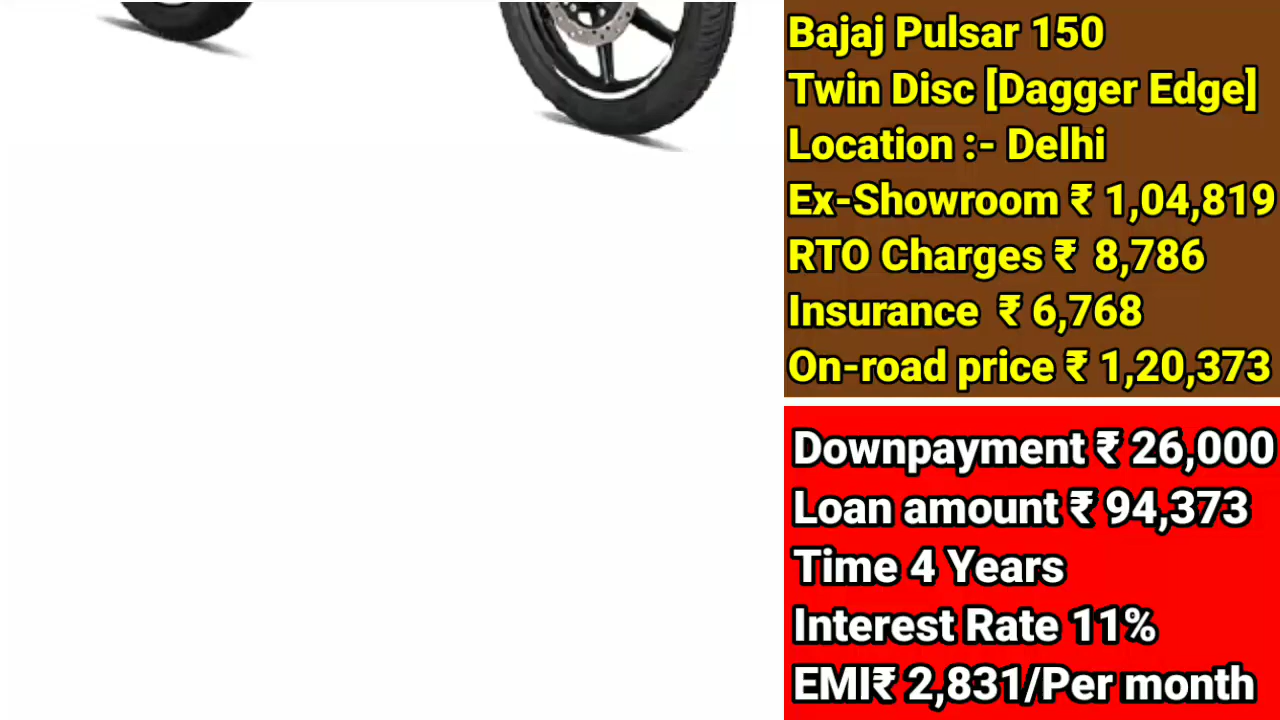 Bajaj Pulsar 150
Twin Disc [Dagger Edge]
Location :- Delhi
Ex-Showroom ₹ 1,04,819
RTO Charges ₹ 8,786
Insurance ₹ 6,768
On-road price ₹ 1,20,373
Downpayment ₹ 26,000
Loan amount ₹ 94,373
Time 4 Years
Interest Rate 11%
EMI₹ 2,831/Per month